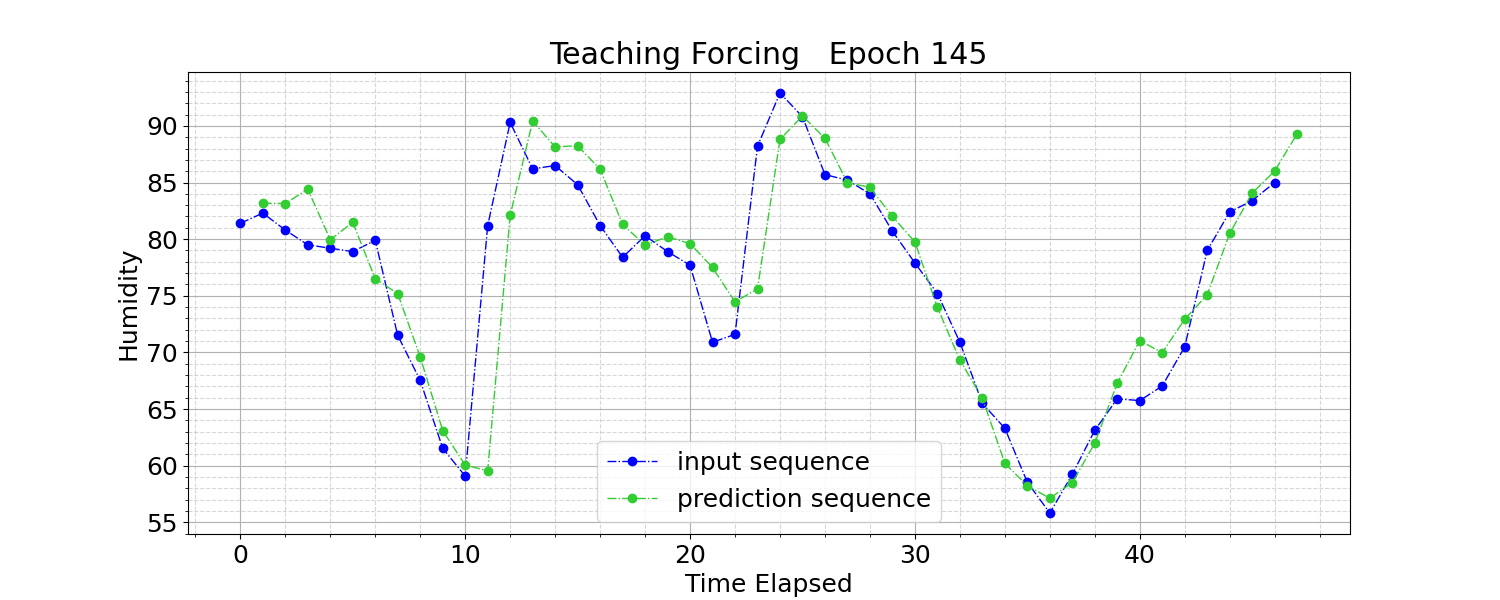 Teaching Forcing   Epoch 145
Humidity
90
85
80
75
70
65
60
55
input sequence
prediction sequence
0 10 20 30 40
Time Elapsed